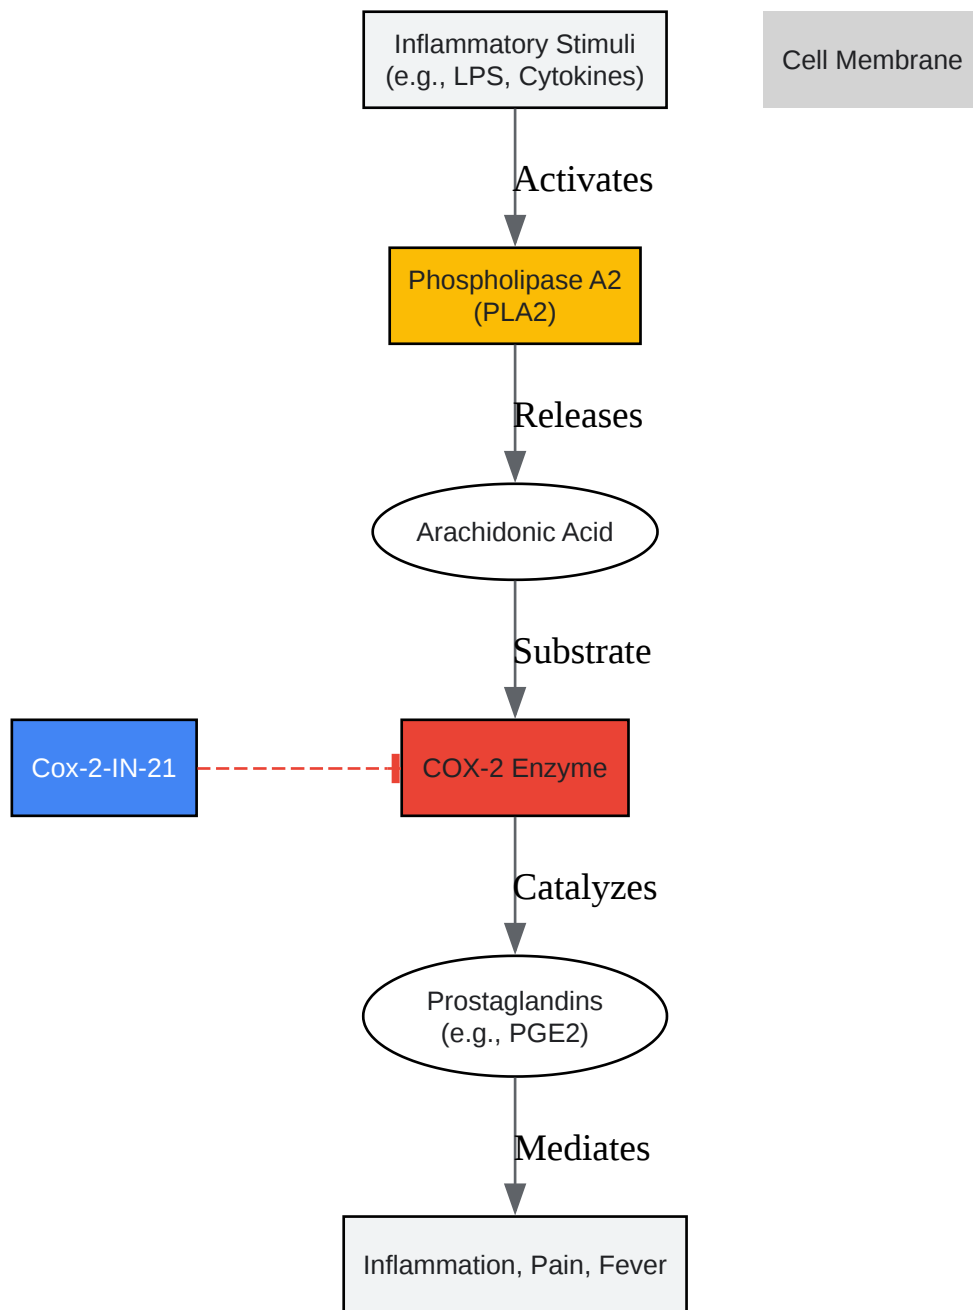 Inflammatory Stimuli
(e.g., LPS, Cytokines)
Cell Membrane
Activates
Phospholipase A2
(PLA2)
Releases
Arachidonic Acid
Substrate
Cox-2-IN-21
COX-2 Enzyme
Catalyzes
Prostaglandins
(e.g., PGE2)
Mediates
Inflammation, Pain, Fever